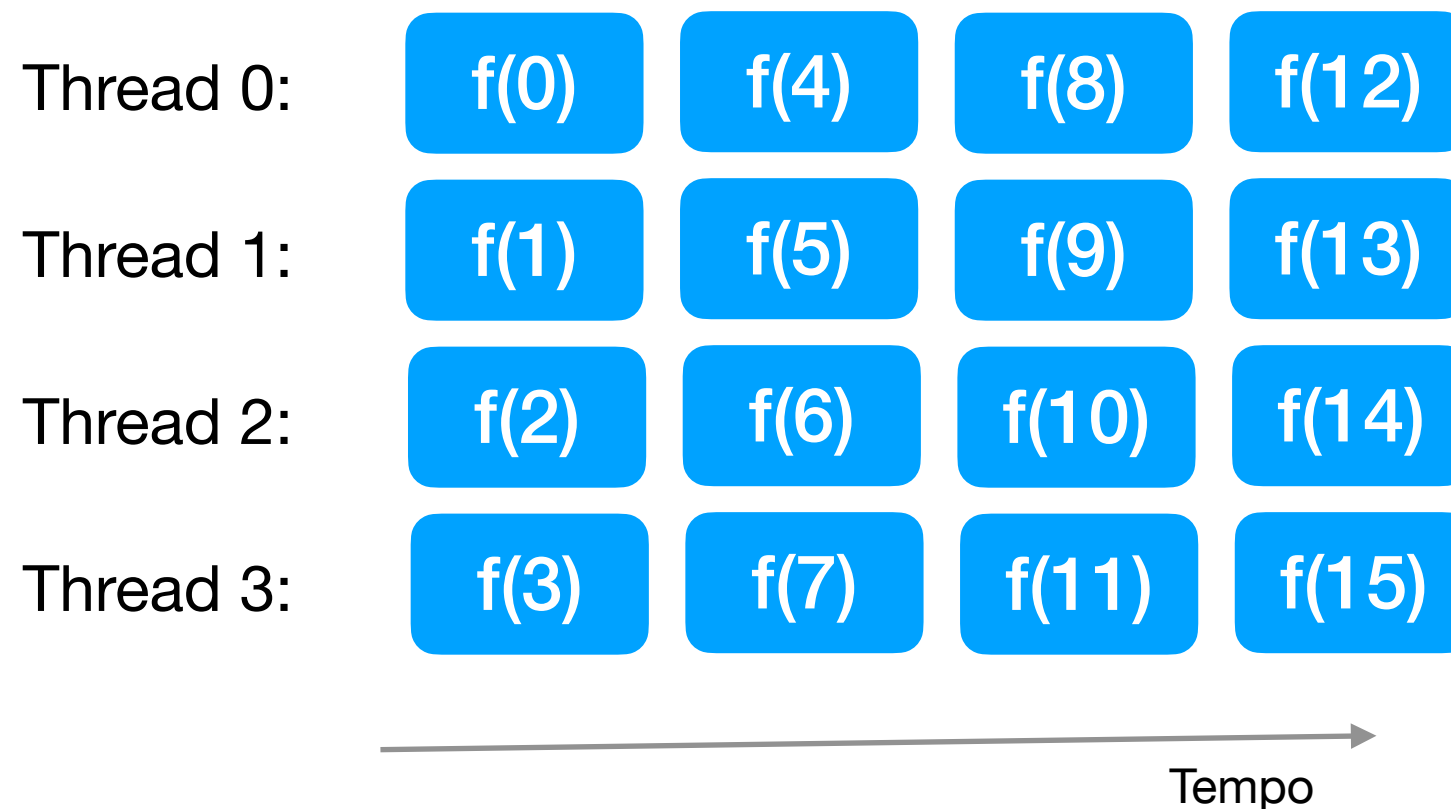 Thread 0: f(0) f(4) f(8) f(12)
Thread 1: f(1) f(5) f(9) f(13)
Thread 2: f(2) f(6) f(10) f(14)
Thread 3: f(3) f(7) f(11) f(15)
Tempo